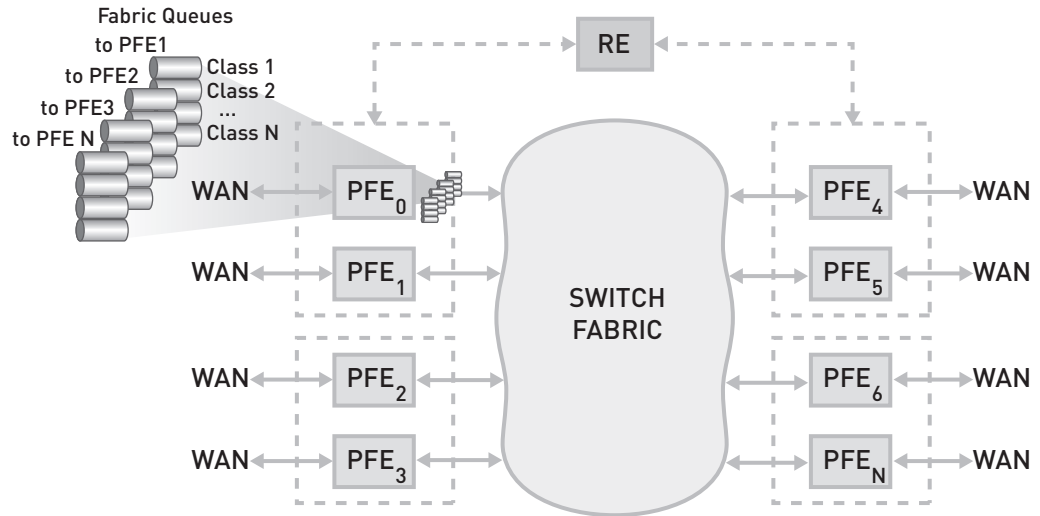 Fabric Queues
to PFE1
to PFE2
to PFE3
to PFE N
Class 1
Class 2
...
Class N
RE
WAN
PFE0
WAN
PFE1
WAN
PFE2
WAN
PFE3
SWITCH
FABRIC
PFE4
WAN
PFE5
WAN
PFE6
WAN
PFEN
WAN